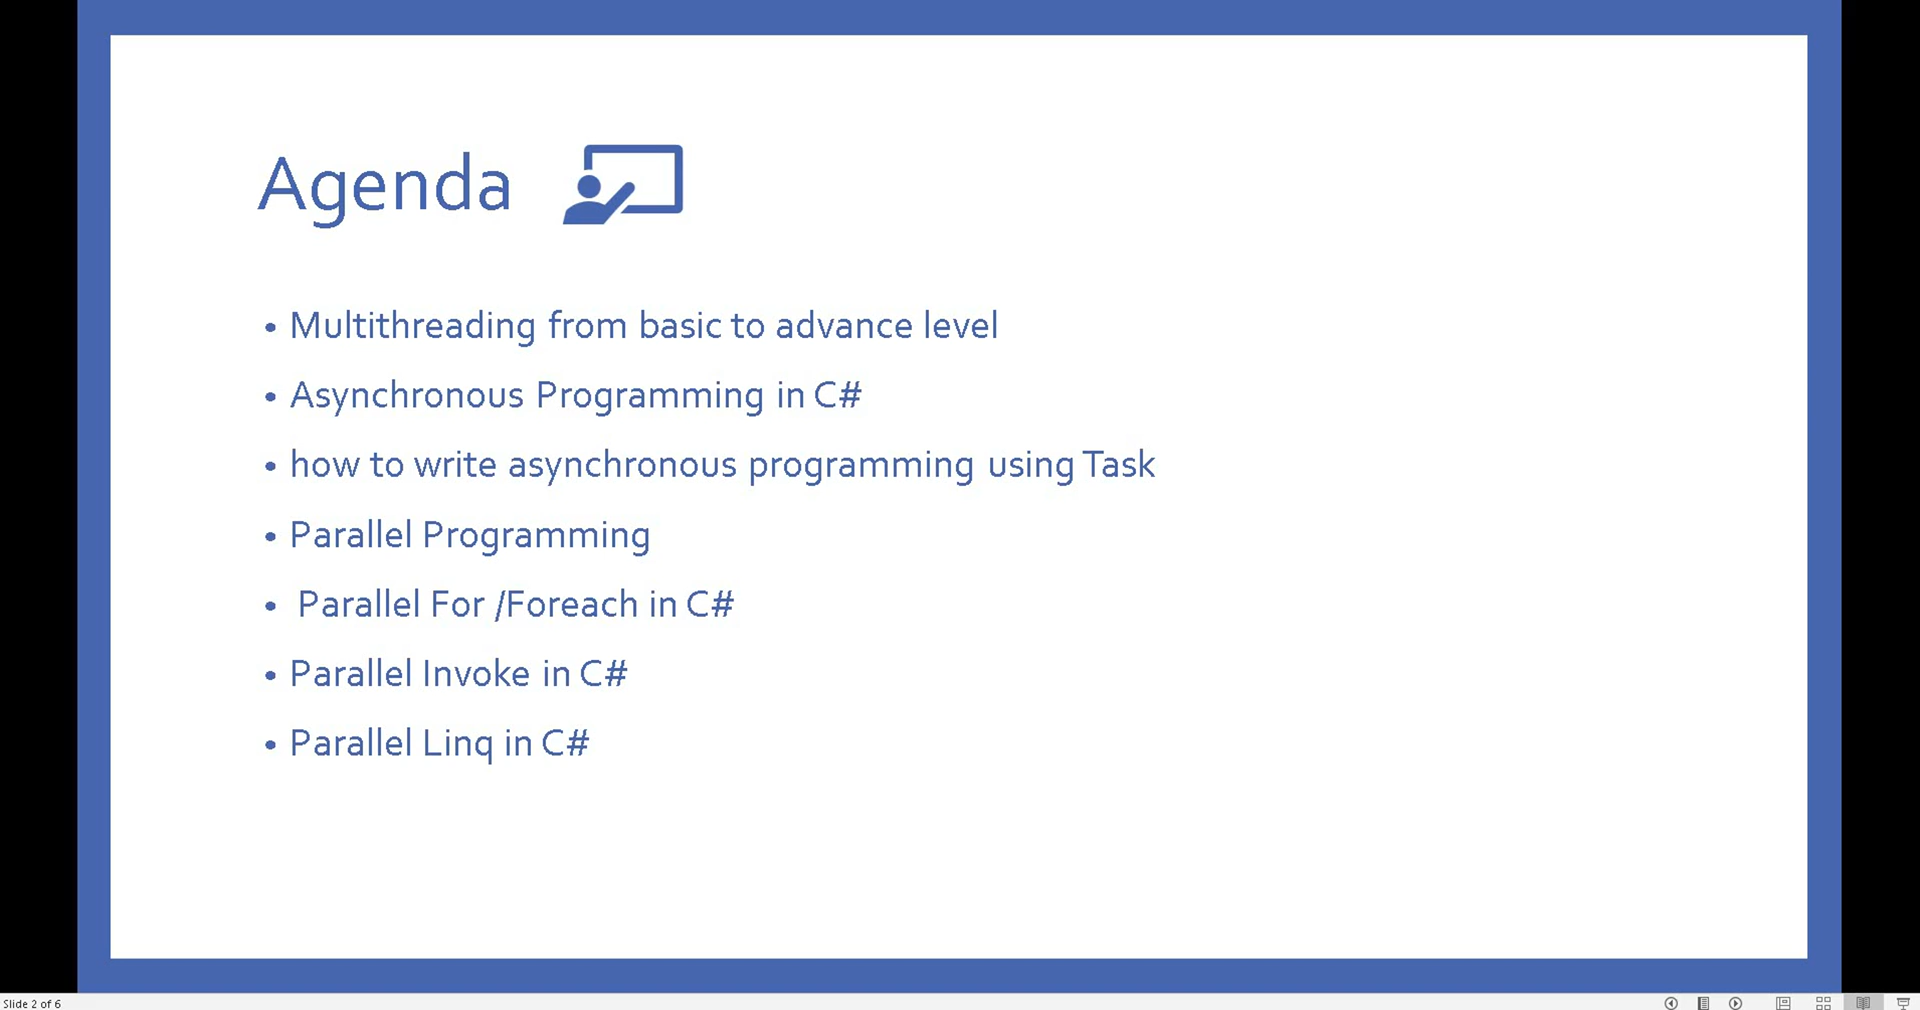 Agenda
• Multithreading from basic to advance level
• Asynchronous Programming in C#
• how to write asynchronous programming using Task
• Parallel Programming
• Parallel For /Foreach in C#
• Parallel Invoke in C#
• Parallel Linq in C#
Slide 2 of 6